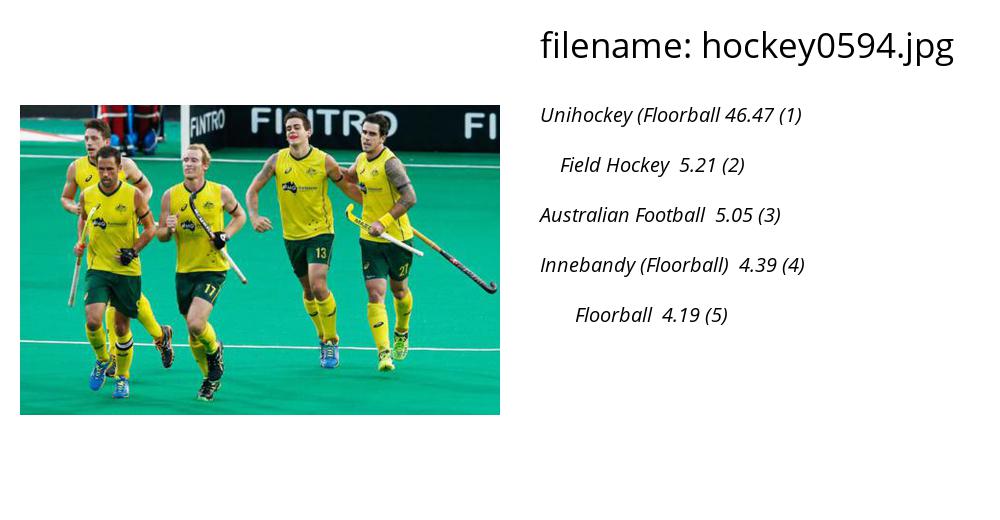 filename: hockey0594.jpg
FINTRO FINTRO FI
Unihockey (Floorball 46.47 (1)
Field Hockey 5.21 (2)
Australian Football 5.05 (3)
Innebandy (Floorball) 4.39 (4)
Floorball 4.19 (5)
13
21
17